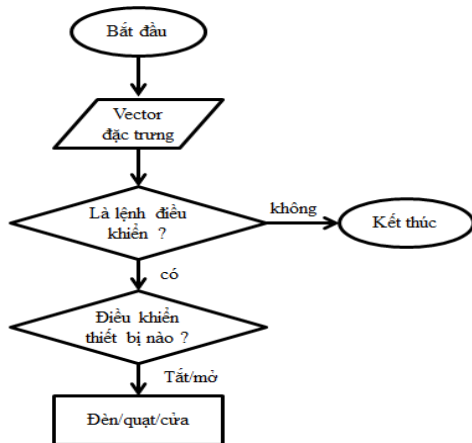 Bắt đầu
Vector
đặc trưng
Là lệnh điều
khiển ?
không
Kết thúc
có
Điều khiển
thiết bị nào ?
Tắt/mở
Đèn/quạt/cửa